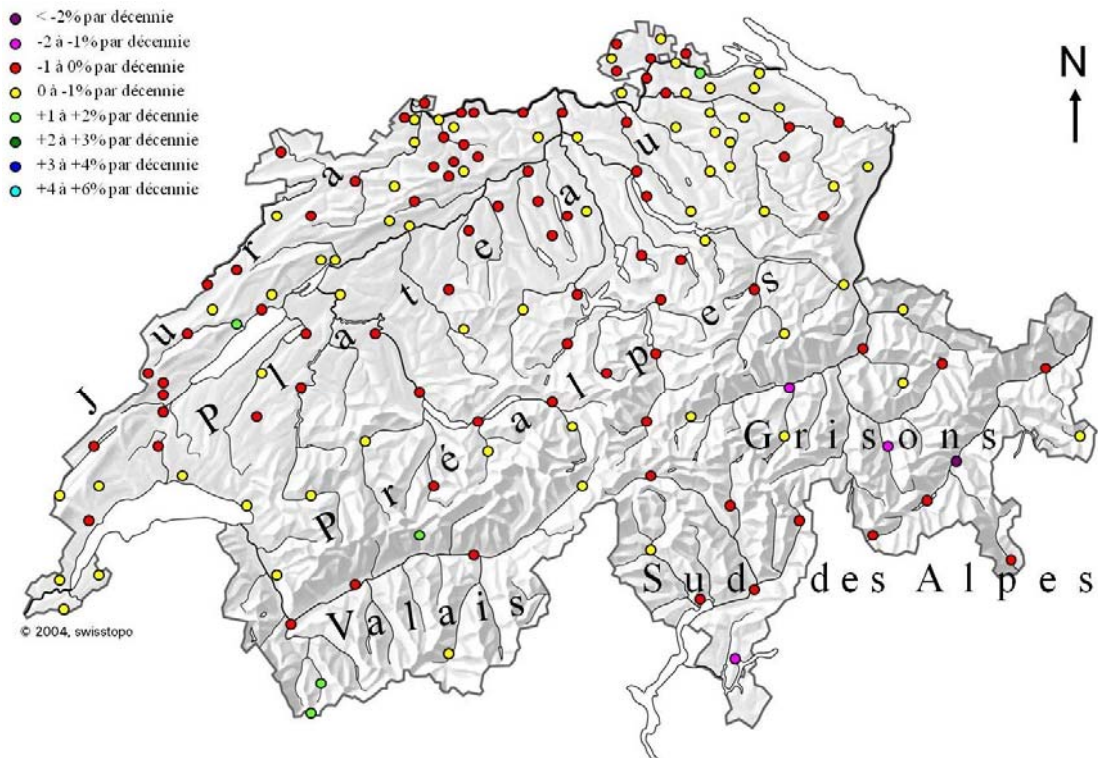 < -2% par décennie
-2 à -1% par décennie
-1 à 0% par décennie
0 à -1% par décennie
+1 à +2% par décennie
+2 à +3% par décennie
+3 à +4% par décennie
+4 à +6% par décennie
N
Jura
Plateau
Préalpes
Grisons
Valais
Sud des Alpes
© 2004, swisstopo